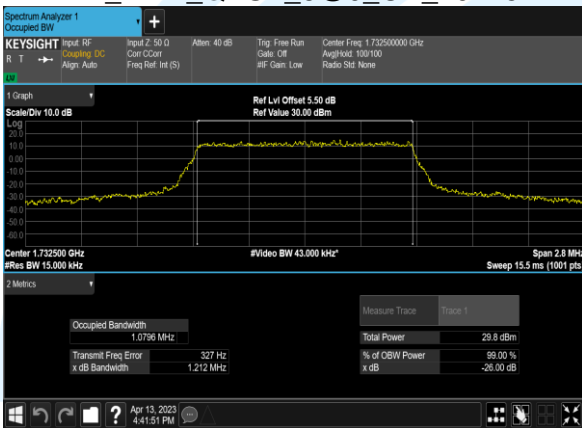 Spectrum Analyzer 1
Occupied BW
KEYSIGHT
R T
LW
Input: RF
Coupling: DC
Align: Auto
Input Z: 50 Ω
Corr CCorr
Freq Ref: Int (S)
Atten: 40 dB
Trig: Free Run
Gate: Off
#IF Gain: Low
Center Freq: 1.732500000 GHz
Avg|Hold: 100/100
Radio Std: None
1 Graph
Scale/Div 10.0 dB
Ref Lvl Offset 5.50 dB
Ref Value 30.00 dBm
Log
20.0
10.0
0.00
-10.0
-20.0
-30.0
-40.0
-50.0
-60.0
Center 1.732500 GHz
#Res BW 15.000 kHz
#Video BW 43.000 kHz*
Span 2.8 MHz
Sweep 15.5 ms (1001 pts)
2 Metrics
Occupied Bandwidth
1.0796 MHz
Transmit Freq Error 327 Hz
x dB Bandwidth 1.212 MHz
Measure Trace Trace 1
Total Power 29.8 dBm
% of OBW Power 99.00 %
x dB -26.00 dB
?
Apr 13, 2023
4:41:51 PM